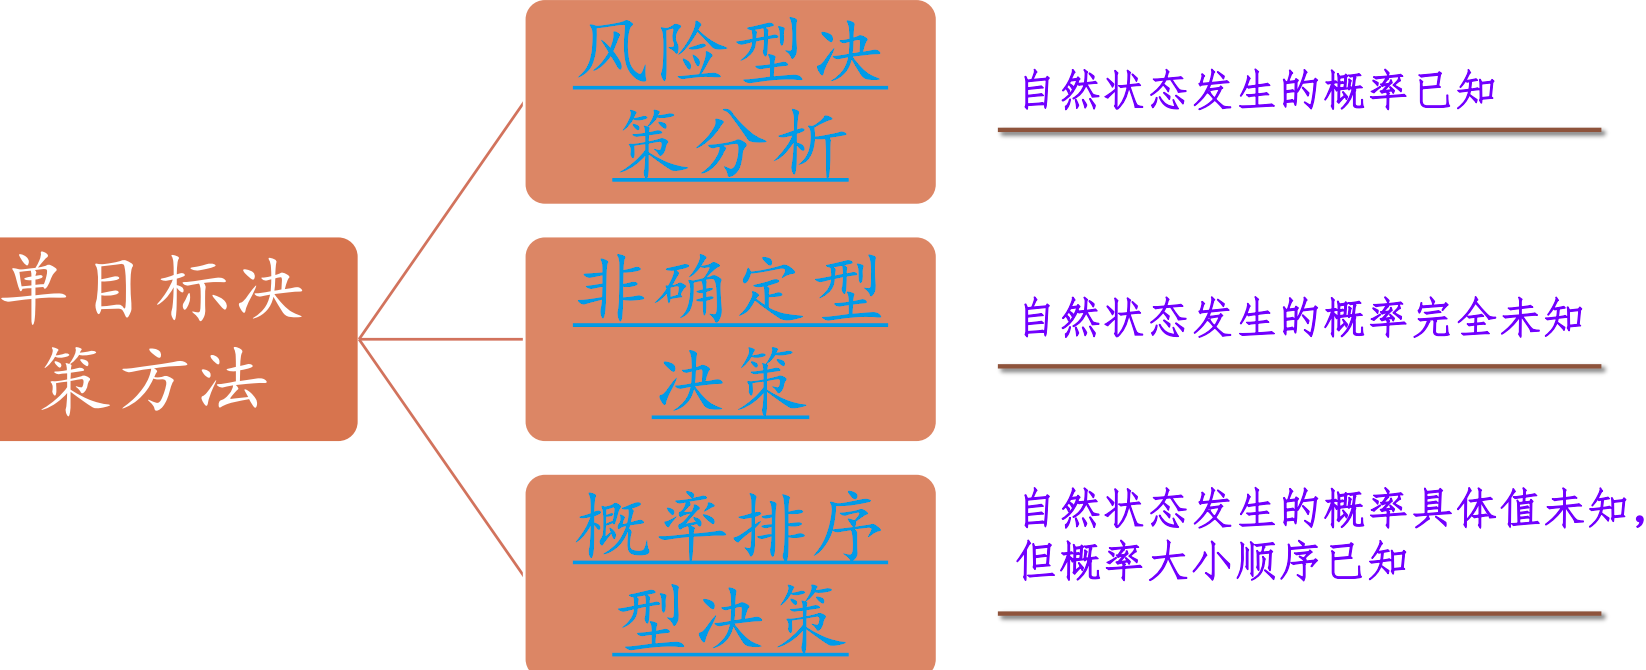 单目标决
策方法
风险型决
策分析
自然状态发生的概率已知
非确定型
决策
自然状态发生的概率完全未知
概率排序
型决策
自然状态发生的概率具体值未知，
但概率大小顺序已知